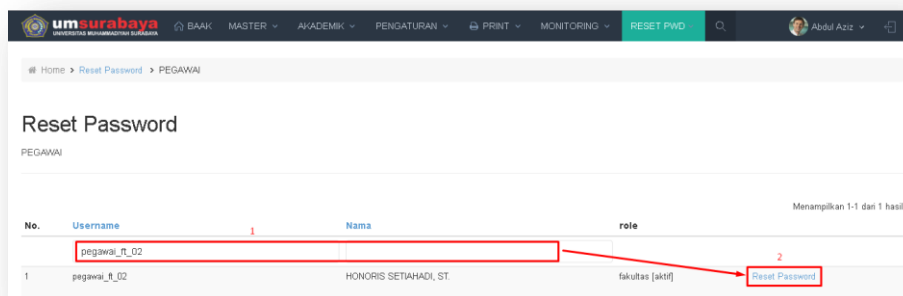 umsurabaya
UNIVERSITAS MUHAMMADIYAH SURABAYA
BAAK MASTER AKADEMIK PENGATURAN PRINT MONITORING RESET PWD Abdul Aziz
Home > Reset Password > PEGAWAI
Reset Password
PEGAWAI
Menampilkan 1-1 dari 1 hasil
No. Username 1 Nama role
pegawai_ft_02 2
1 pegawai_ft_02 HONORIS SETIAHADI, ST. fakultas [aktif] Reset Password